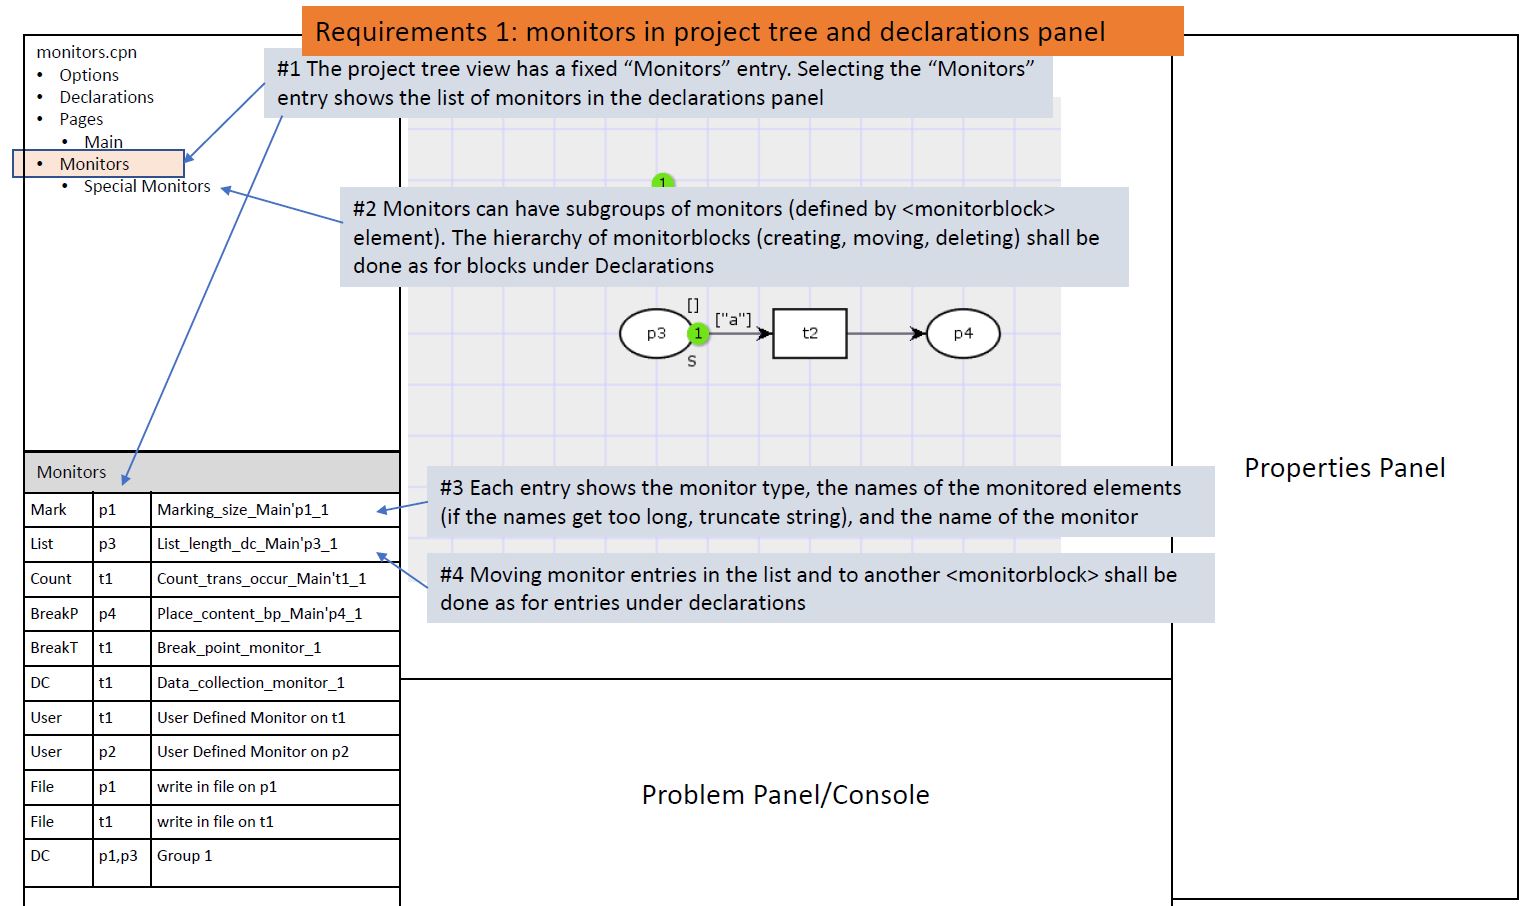 Requirements 1: monitors in project tree and declarations panel
monitors.cpn
• Options
• Declarations
• Pages
• Main
• Monitors
• Special Monitors
#1 The project tree view has a fixed “Monitors” entry. Selecting the “Monitors”
entry shows the list of monitors in the declarations panel
1
#2 Monitors can have subgroups of monitors (defined by <monitorblock>
element). The hierarchy of monitorblocks (creating, moving, deleting) shall be
done as for blocks under Declarations
[]
["a"]
p3
1
t2
p4
S
Monitors
Mark p1 Marking_size_Main'p1_1
List p3 List_length_dc_Main'p3_1
Count t1 Count_trans_occur_Main't1_1
BreakP p4 Place_content_bp_Main'p4_1
BreakT t1 Break_point_monitor_1
DC t1 Data_collection_monitor_1
User t1 User Defined Monitor on t1
User p2 User Defined Monitor on p2
File p1 write in file on p1
File t1 write in file on t1
DC p1,p3 Group 1
#3 Each entry shows the monitor type, the names of the monitored elements
(if the names get too long, truncate string), and the name of the monitor
#4 Moving monitor entries in the list and to another <monitorblock> shall be
done as for entries under declarations
Properties Panel
Problem Panel/Console